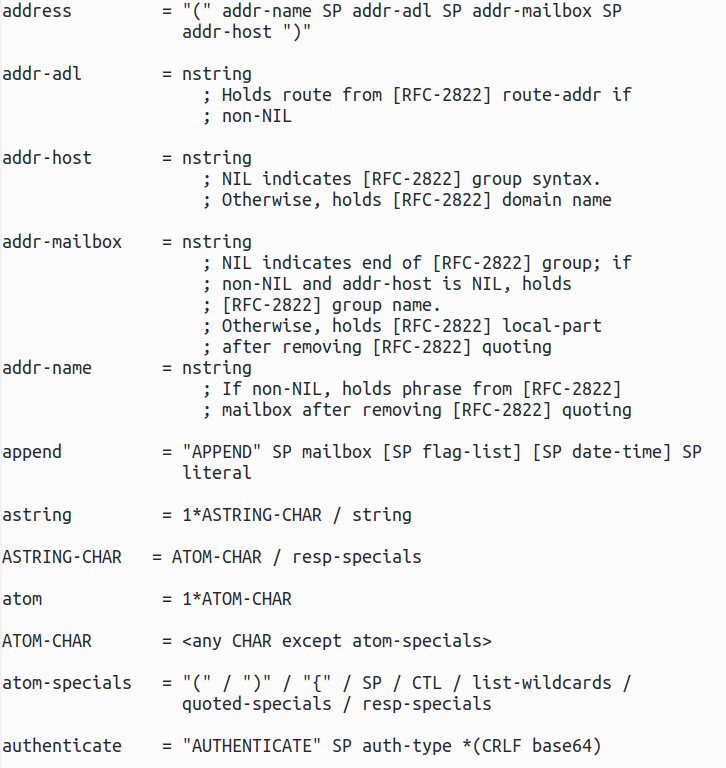 address         = "(" addr-name SP addr-adl SP addr-mailbox SP
                  addr-host ")"

addr-adl        = nstring
                    ; Holds route from [RFC-2822] route-addr if
                    ; non-NIL

addr-host       = nstring
                    ; NIL indicates [RFC-2822] group syntax.
                    ; Otherwise, holds [RFC-2822] domain name

addr-mailbox    = nstring
                    ; NIL indicates end of [RFC-2822] group; if
                    ; non-NIL and addr-host is NIL, holds
                    ; [RFC-2822] group name.
                    ; Otherwise, holds [RFC-2822] local-part
                    ; after removing [RFC-2822] quoting
addr-name       = nstring
                    ; If non-NIL, holds phrase from [RFC-2822]
                    ; mailbox after removing [RFC-2822] quoting

append          = "APPEND" SP mailbox [SP flag-list] [SP date-time] SP
                  literal

astring         = 1*ASTRING-CHAR / string

ASTRING-CHAR   = ATOM-CHAR / resp-specials

atom            = 1*ATOM-CHAR

ATOM-CHAR       = <any CHAR except atom-specials>

atom-specials   = "(" / ")" / "{" / SP / CTL / list-wildcards /
                  quoted-specials / resp-specials

authenticate    = "AUTHENTICATE" SP auth-type *(CRLF base64)